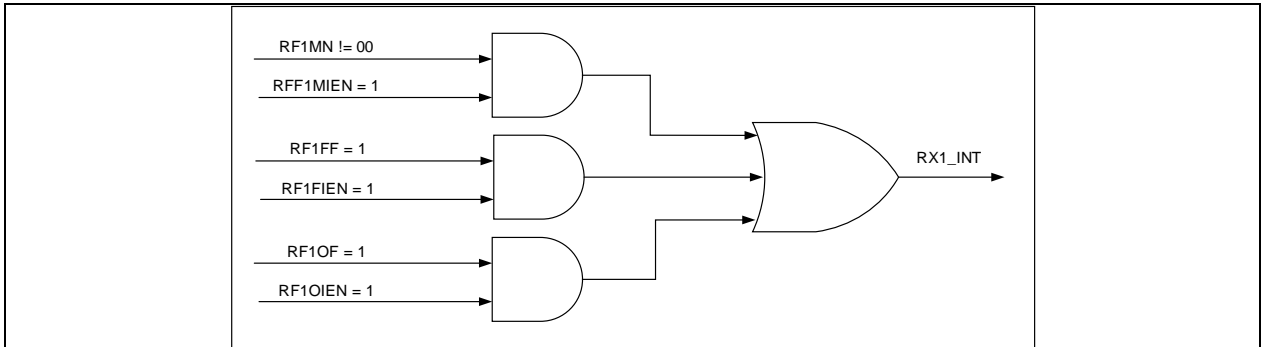 RF1MN != 00
RFF1MIEN = 1
RF1FF = 1
RF1FIEN = 1
RX1_INT
RF1OF = 1
RF1OIEN = 1